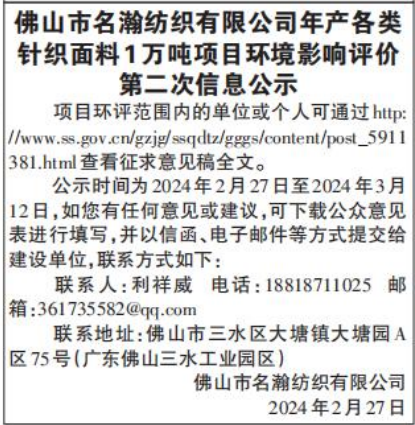 佛山市名瀚纺织有限公司年产各类
针织面料1万吨项目环境影响评价
第二次信息公示
项目环评范围内的单位或个人可通过http:
//www.ss.gov.cn/gzjg/ssqdtz/gggs/content/post_5911
381.html查看征求意见稿全文。
公示时间为2024年2月27日至2024年3月
12日,如您有任何意见或建议,可下载公众意见
表进行填写,并以信函、电子邮件等方式提交给
建设单位,联系方式如下:
联系人:利祥威 电话:18818711025 邮
箱:361735582@qq.com
联系地址:佛山市三水区大塘镇大塘园A
区75号(广东佛山三水工业园区)
佛山市名瀚纺织有限公司
2024年2月27日